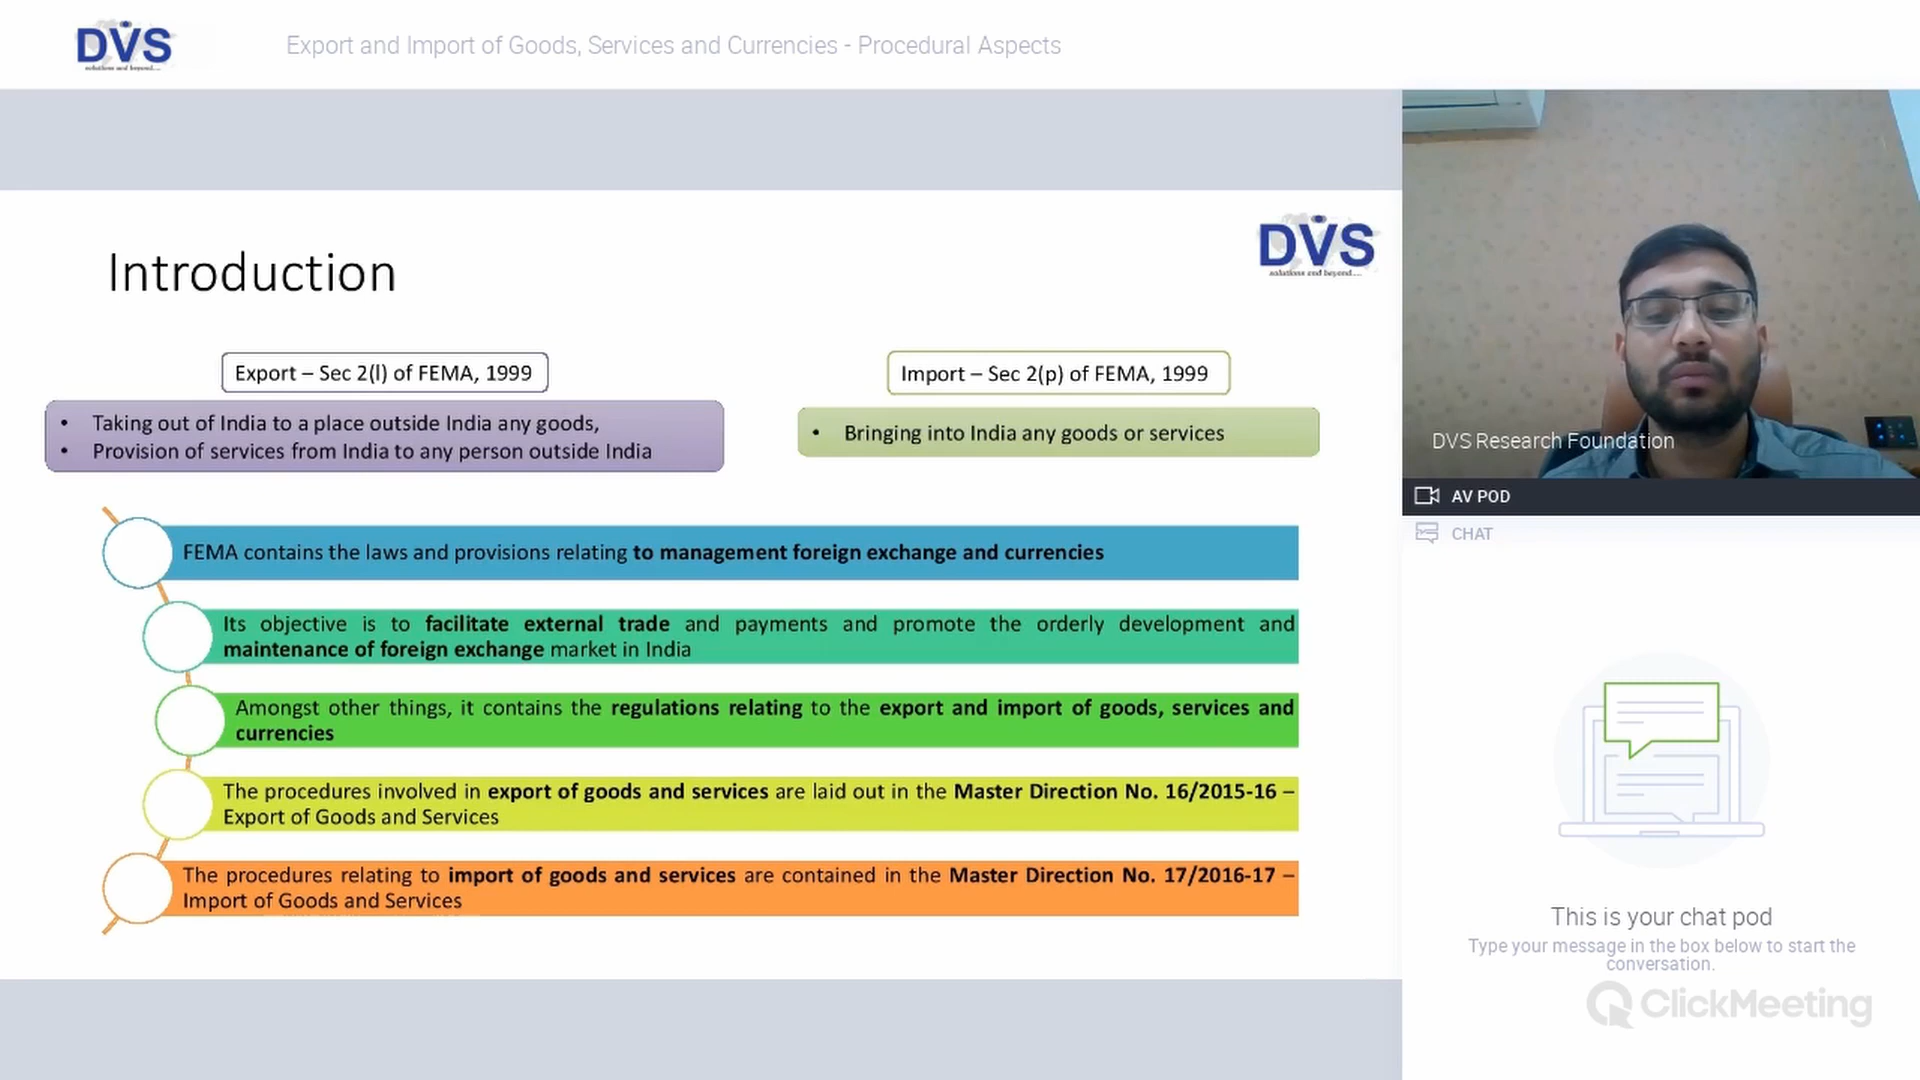 DVS
solutions and beyond....
Export and Import of Goods, Services and Currencies - Procedural Aspects
DVS
solutions and beyond....
Introduction
Export – Sec 2(l) of FEMA, 1999
• Taking out of India to a place outside India any goods,
• Provision of services from India to any person outside India
Import – Sec 2(p) of FEMA, 1999
• Bringing into India any goods or services
FEMA contains the laws and provisions relating to management foreign exchange and currencies
Its objective is to facilitate external trade and payments and promote the orderly development and
maintenance of foreign exchange market in India
Amongst other things, it contains the regulations relating to the export and import of goods, services and
currencies
The procedures involved in export of goods and services are laid out in the Master Direction No. 16/2015-16 –
Export of Goods and Services
The procedures relating to import of goods and services are contained in the Master Direction No. 17/2016-17 –
Import of Goods and Services
DVS Research Foundation
AV POD
CHAT
This is your chat pod
Type your message in the box below to start the
conversation.
ClickMeeting